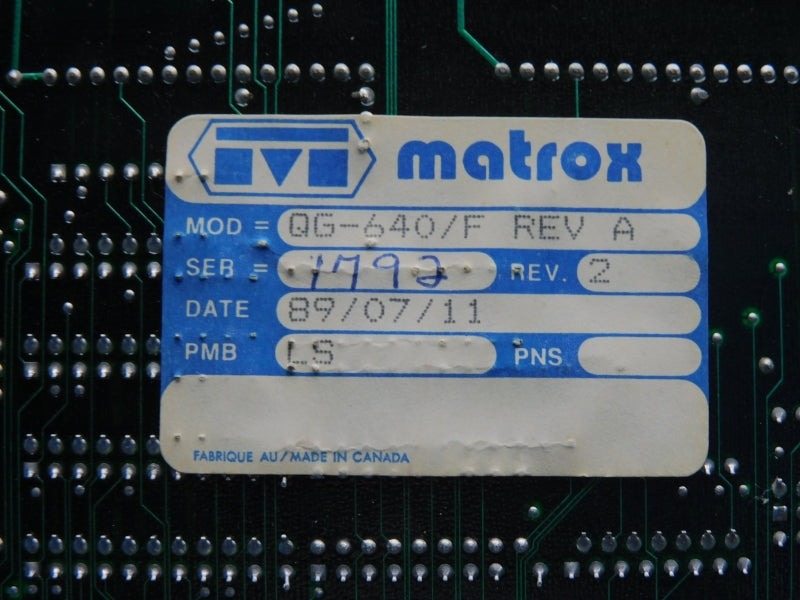 matrox
MOD = QG-640/F REV A
SER = 1792 REV. 2
DATE 89/07/11
PMB LS PNS
FABRIQUE AU/MADE IN CANADA